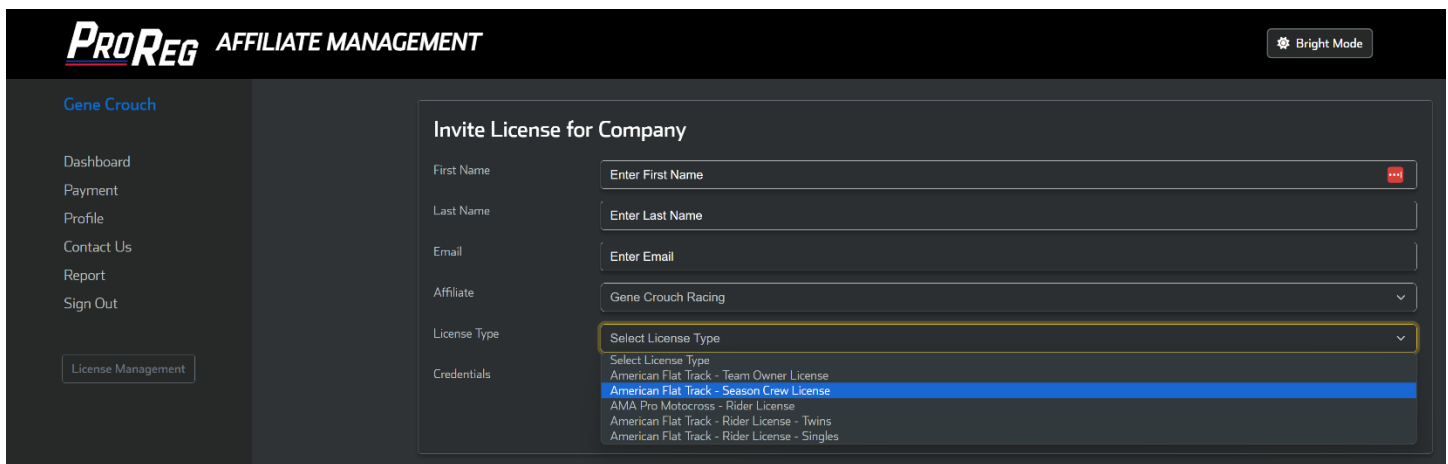 PROREG AFFILIATE MANAGEMENT
Bright Mode
Gene Crouch
Dashboard
Payment
Profile
Contact Us
Report
Sign Out
License Management
Invite License for Company
First Name
Enter First Name
Last Name
Enter Last Name
Email
Enter Email
Affiliate
Gene Crouch Racing
License Type
Select License Type
Select License Type
American Flat Track - Team Owner License
American Flat Track - Season Crew License
AMA Pro Motocross - Rider License
American Flat Track - Rider License - Twins
American Flat Track - Rider License - Singles
Credentials